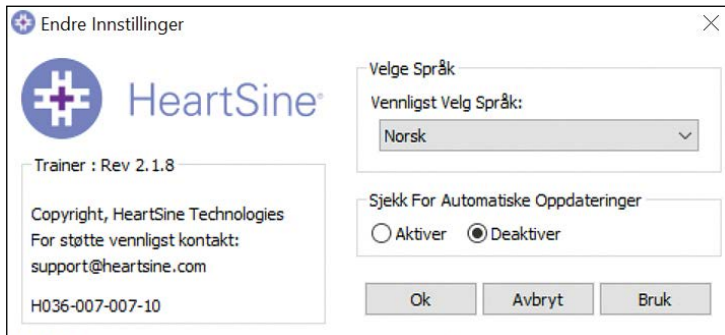 Endre Innstillinger
HeartSine®
Trainer : Rev 2.1.8
Copyright, HeartSine Technologies
For støtte vennligst kontakt:
support@heartsine.com
H036-007-007-10
Velge Språk
Vennligst Velg Språk:
Norsk
Sjekk For Automatiske Oppdateringer
Aktiver
Deaktiver
Ok
Avbryt
Bruk